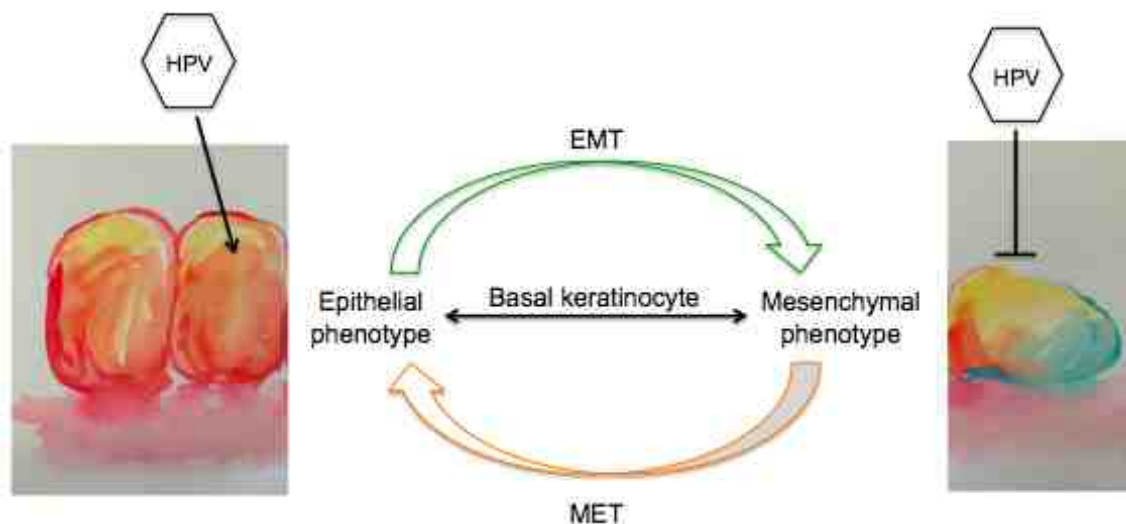 HPV
HPV
EMT
Epithelial
phenotype
Basal keratinocyte
Mesenchymal
phenotype
MET